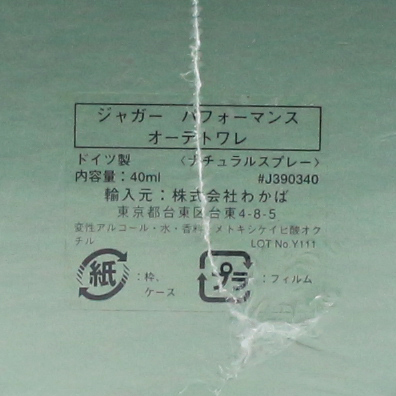 ジャガー パフォーマンス
オーデトワレ
ドイツ製 〈ナチュラルスプレー〉
内容量：40ml #J390340
輸入元：株式会社わかば
東京都台東区台東4-8-5
変性アルコール・水・香料・メトキシケイヒ酸オク
チル LOT No.Y111
紙 ：枠、
ケース
プラ ：フィルム